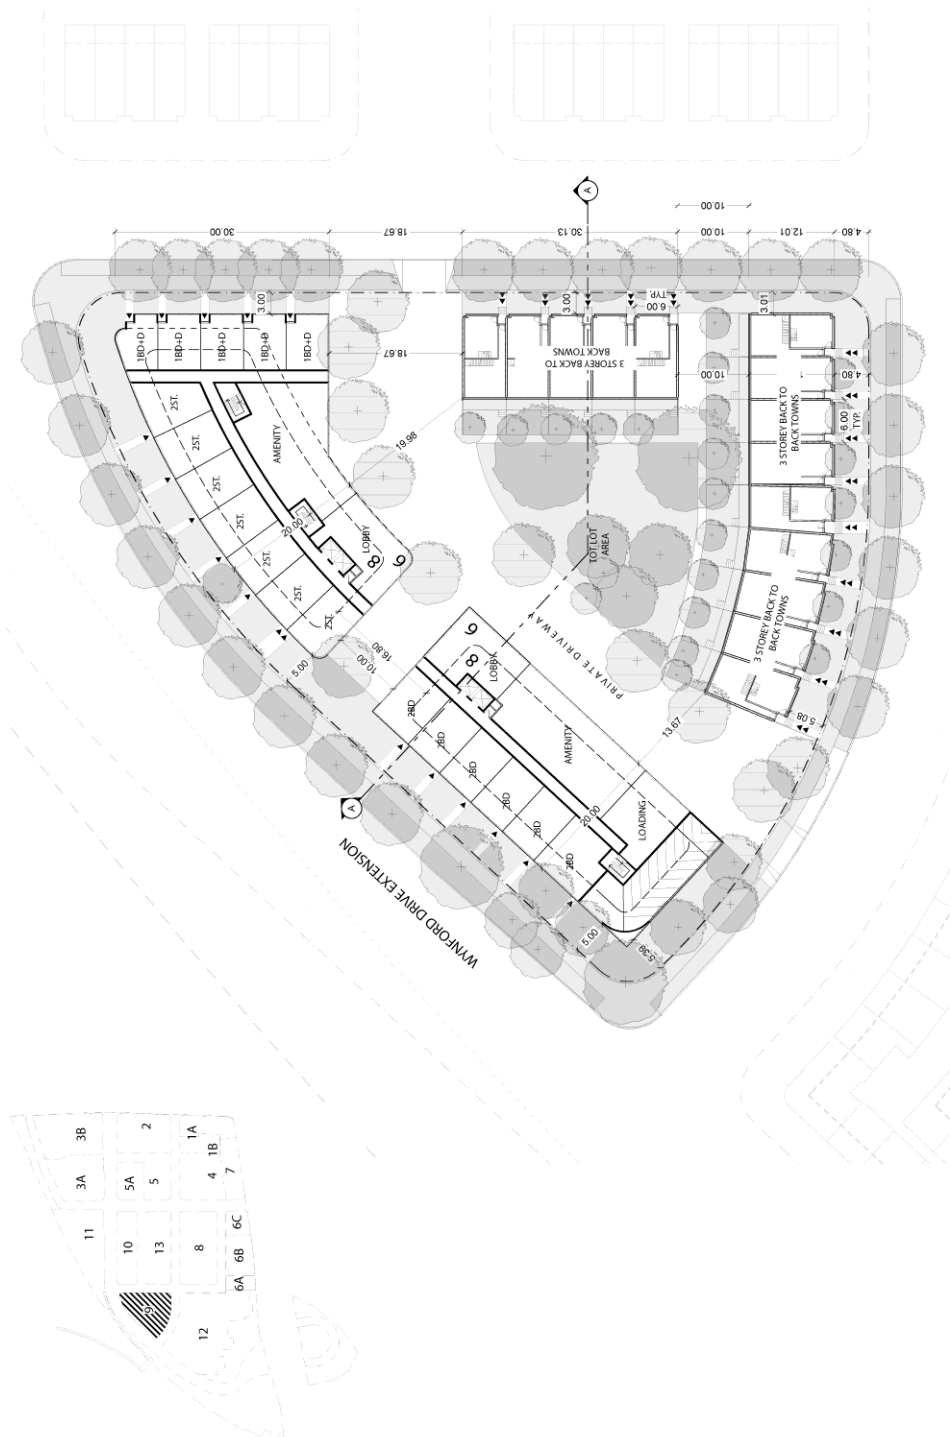 A
10.00
30.00
18.67
30.13
10.00
12.01
4.80
3.00
3.00
6.00
TYP.
3.01
1BD+D
1BD+D
1BD+D
1BD+D
1BD+D
18.67
3 STOREY BACK TO
BACK TOWNS
10.00
4.80
6.00
TYP.
2ST.
2ST.
2ST.
2ST.
2ST.
2ST.
AMENITY
19.98
20.00
LOBBY
8
6
3 STOREY BACK TO
BACK TOWNS
TOT LOT
AREA
3 STOREY BACK TO
BACK TOWNS
5.00
10.00
16.80
6
8
LOBBY
PRIVATE DRIVEWAY
5.08
13.67
2BD
2BD
2BD
2BD
2BD
2BD
AMENITY
20.00
LOADING
A
WYNFORD DRIVE EXTENSION
5.00
5.39
3B
2
1A
1B
3A
5A
5
4
7
11
10
13
8
6C
6B
6A
9
12